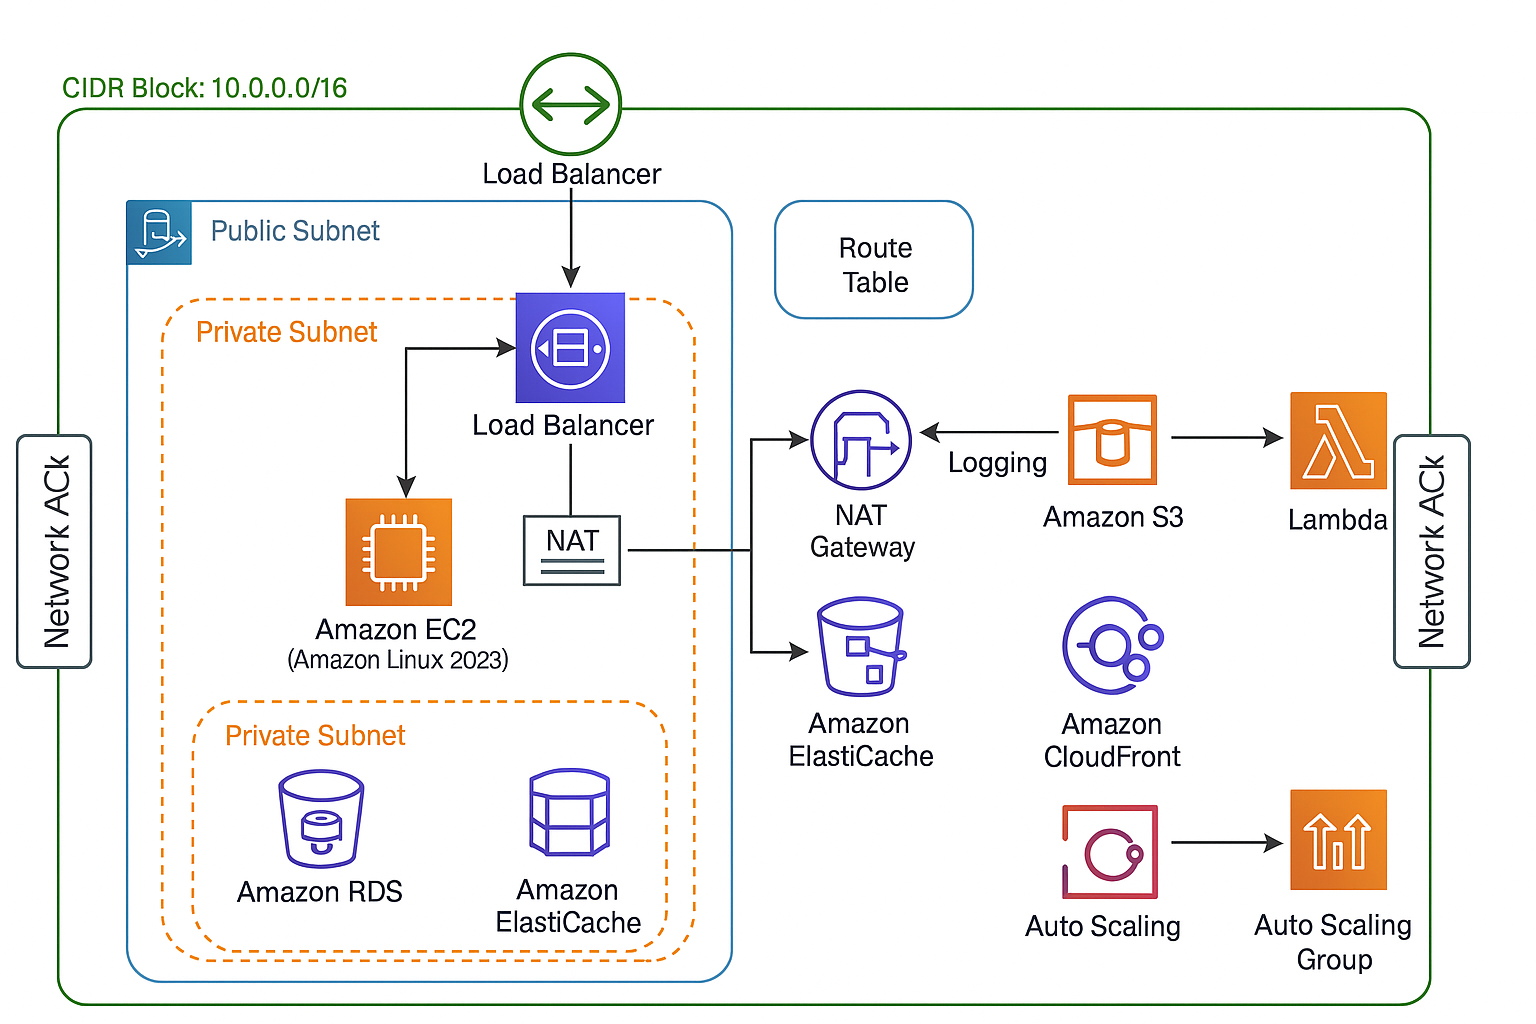 CIDR Block: 10.0.0.0/16
Load Balancer
Public Subnet
Route
Table
Private Subnet
Load Balancer
Network ACk
NAT
Amazon EC2
(Amazon Linux 2023)
NAT
Gateway
Logging
Amazon S3
Lambda
Network ACk
Amazon
ElastiCache
Amazon
CloudFront
Private Subnet
Amazon RDS
Amazon
ElastiCache
Auto Scaling
Auto Scaling
Group